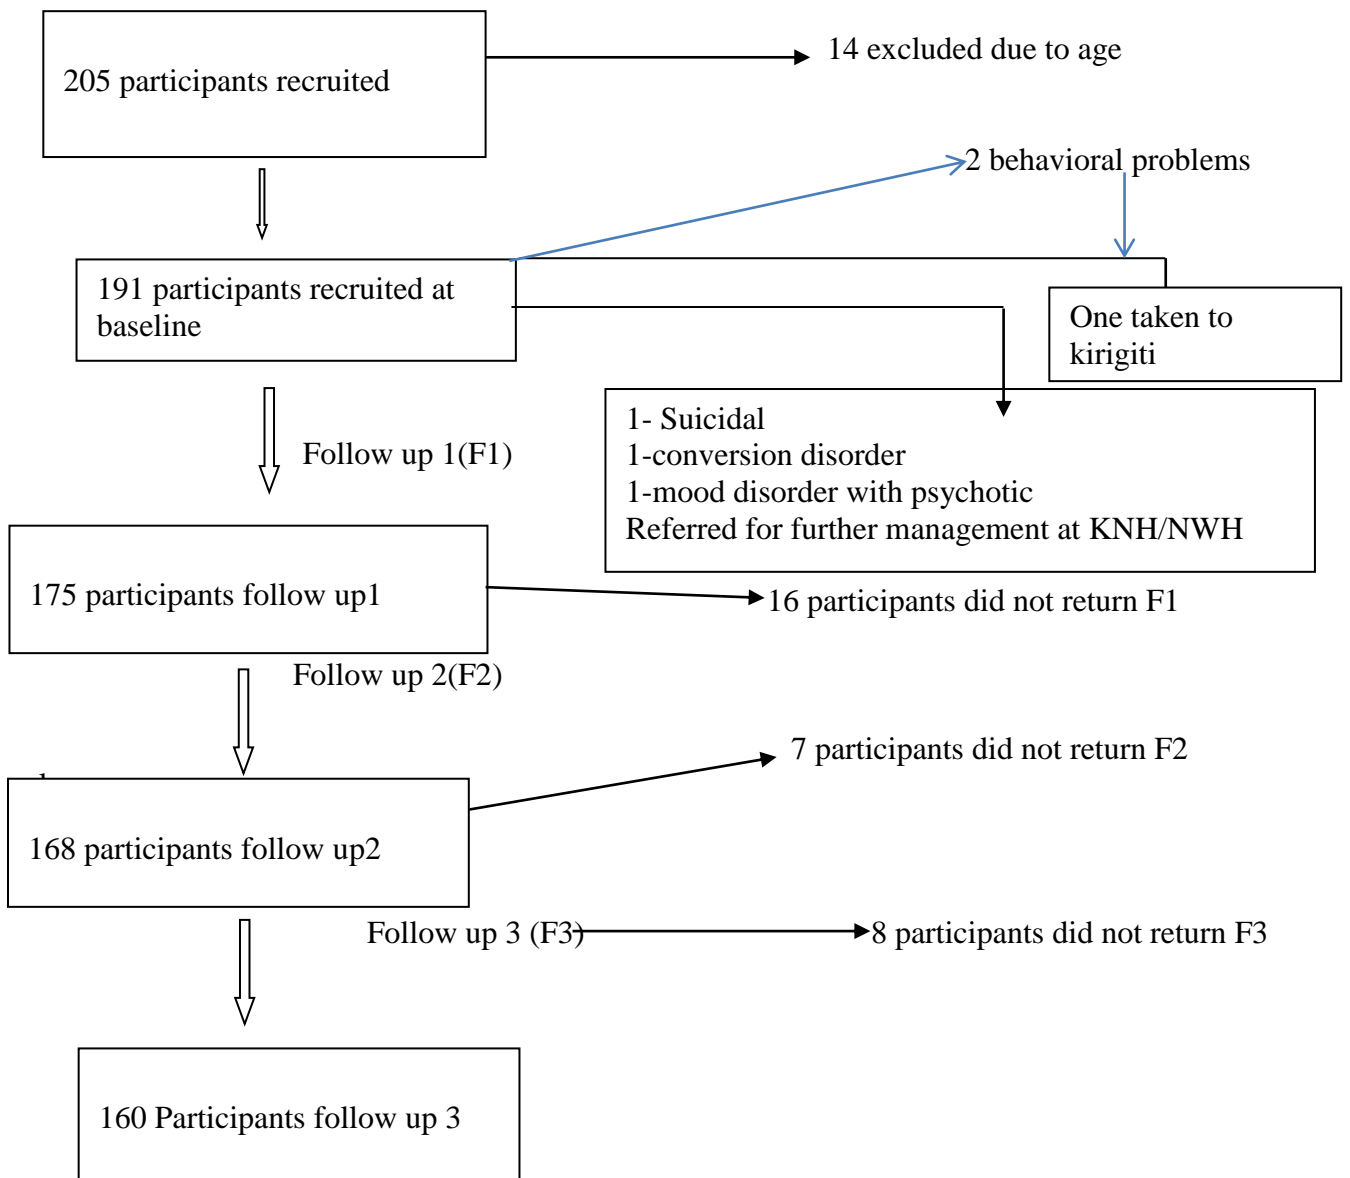 205 participants recruited
14 excluded due to age
2 behavioral problems
191 participants recruited at
baseline
One taken to
kirigiti
1- Suicidal
1-conversion disorder
1-mood disorder with psychotic
Referred for further management at KNH/NWH
Follow up 1(F1)
175 participants follow up1
16 participants did not return F1
Follow up 2(F2)
7 participants did not return F2
168 participants follow up2
Follow up 3 (F3)
8 participants did not return F3
160 Participants follow up 3